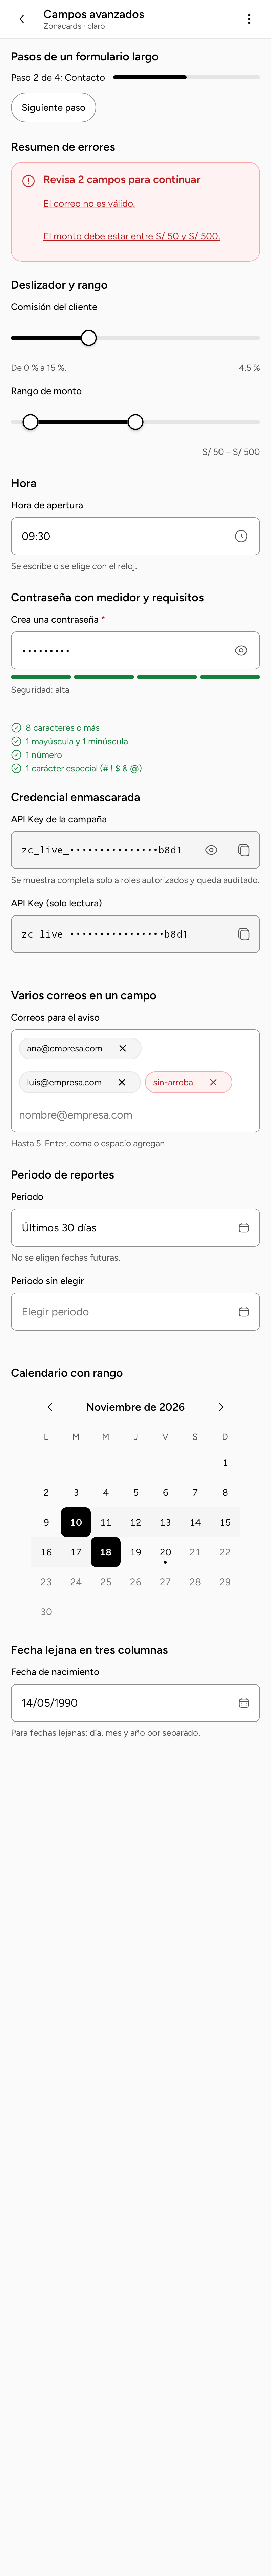 Campos avanzados
Zonacards · claro
Pasos de un formulario largo
Paso 2 de 4: Contacto
Siguiente paso
Resumen de errores
Revisa 2 campos para continuar
El correo no es válido.
El monto debe estar entre S/ 50 y S/ 500.
Deslizador y rango
Comisión del cliente
De 0 % a 15 %. 4,5 %
Rango de monto
S/ 50 – S/ 500
Hora
Hora de apertura
09:30
Se escribe o se elige con el reloj.
Contraseña con medidor y requisitos
Crea una contraseña *
•••••••••
Seguridad: alta
8 caracteres o más
1 mayúscula y 1 minúscula
1 número
1 carácter especial (# ! $ & @)
Credencial enmascarada
API Key de la campaña
zc_live_•••••••••••••••b8d1
Se muestra completa solo a roles autorizados y queda auditado.
API Key (solo lectura)
zc_live_••••••••••••••••b8d1
Varios correos en un campo
Correos para el aviso
ana@empresa.com
luis@empresa.com sin-arroba
nombre@empresa.com
Hasta 5. Enter, coma o espacio agregan.
Periodo de reportes
Periodo
Últimos 30 días
No se eligen fechas futuras.
Periodo sin elegir
Elegir periodo
Calendario con rango
Noviembre de 2026
L M M J V S D
1
2 3 4 5 6 7 8
9 10 11 12 13 14 15
16 17 18 19 20 21 22
23 24 25 26 27 28 29
30
Fecha lejana en tres columnas
Fecha de nacimiento
14/05/1990
Para fechas lejanas: día, mes y año por separado.